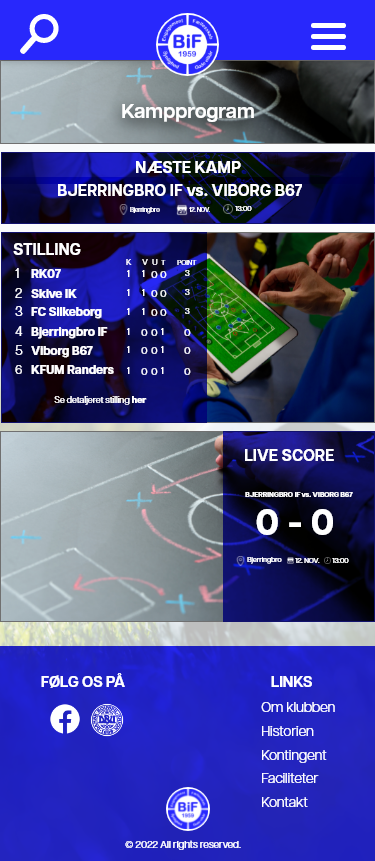 BiF
1959
Kampprogram
NÆSTE KAMP
BJERRINGBRO IF vs. VIBORG B67
Bjerringbro 12. NOV. 13:00
STILLING
K V U T POINT
1 RK07 1 1 0 0 3
2 Skive IK 1 1 0 0 3
3 FC Silkeborg 1 1 0 0 3
4 Bjerringbro IF 1 0 0 1 0
5 Viborg B67 1 0 0 1 0
6 KFUM Randers 1 0 0 1 0
Se detaljeret stilling her
LIVE SCORE
BJERRINGBRO IF vs. VIBORG B67
0 - 0
Bjerringbro 12. NOV. 13:00
FØLG OS PÅ
LINKS
Om klubben
Historien
Kontingent
Faciliteter
Kontakt
DBU
BiF
1959
© 2022 All rights reserved.